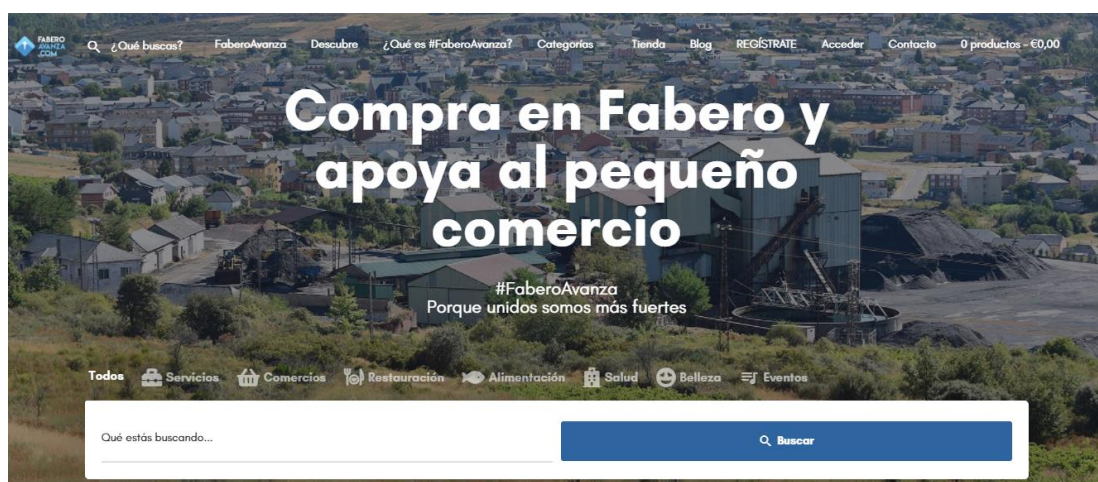 FABERO
AVANZA
.COM
¿Qué buscas? FaberoAvanza Descubre ¿Qué es #FaberoAvanza? Categorías Tienda Blog REGÍSTRATE Acceder Contacto 0 productos - €0,00
Compra en Fabero y
apoya al pequeño
comercio
#FaberoAvanza
Porque unidos somos más fuertes
Todos Servicios Comercios Restauración Alimentación Salud Belleza Eventos
Qué estás buscando... Buscar